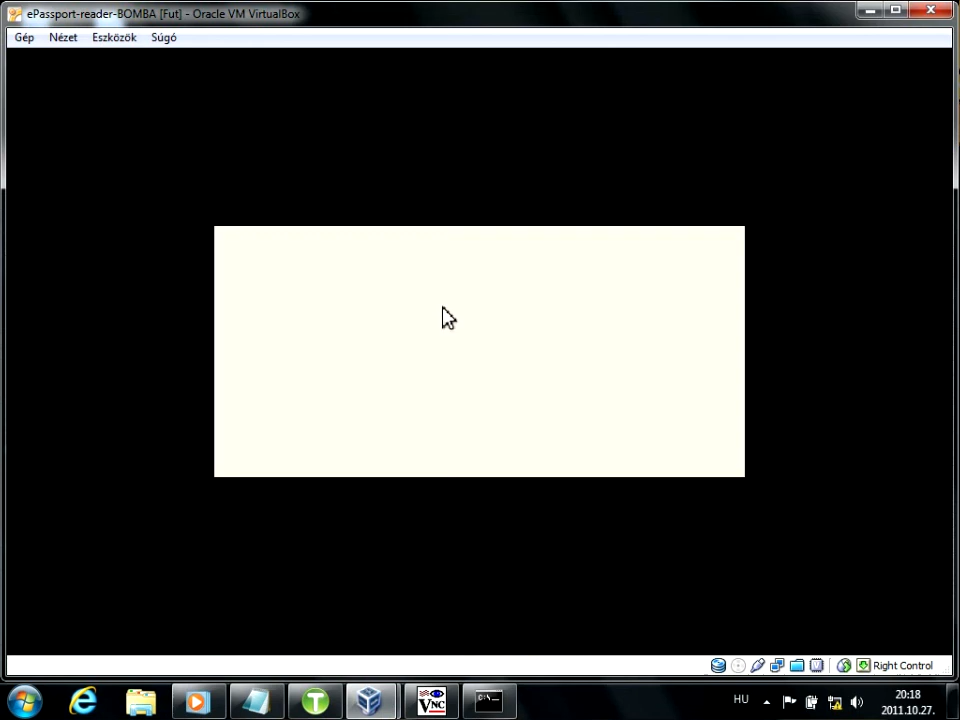 ePassport-reader-BOMBA [Fut] - Oracle VM VirtualBox
Gép Nézet Eszközök Súgó
Right Control
VNC
C:\
HU
20:18
2011.10.27.